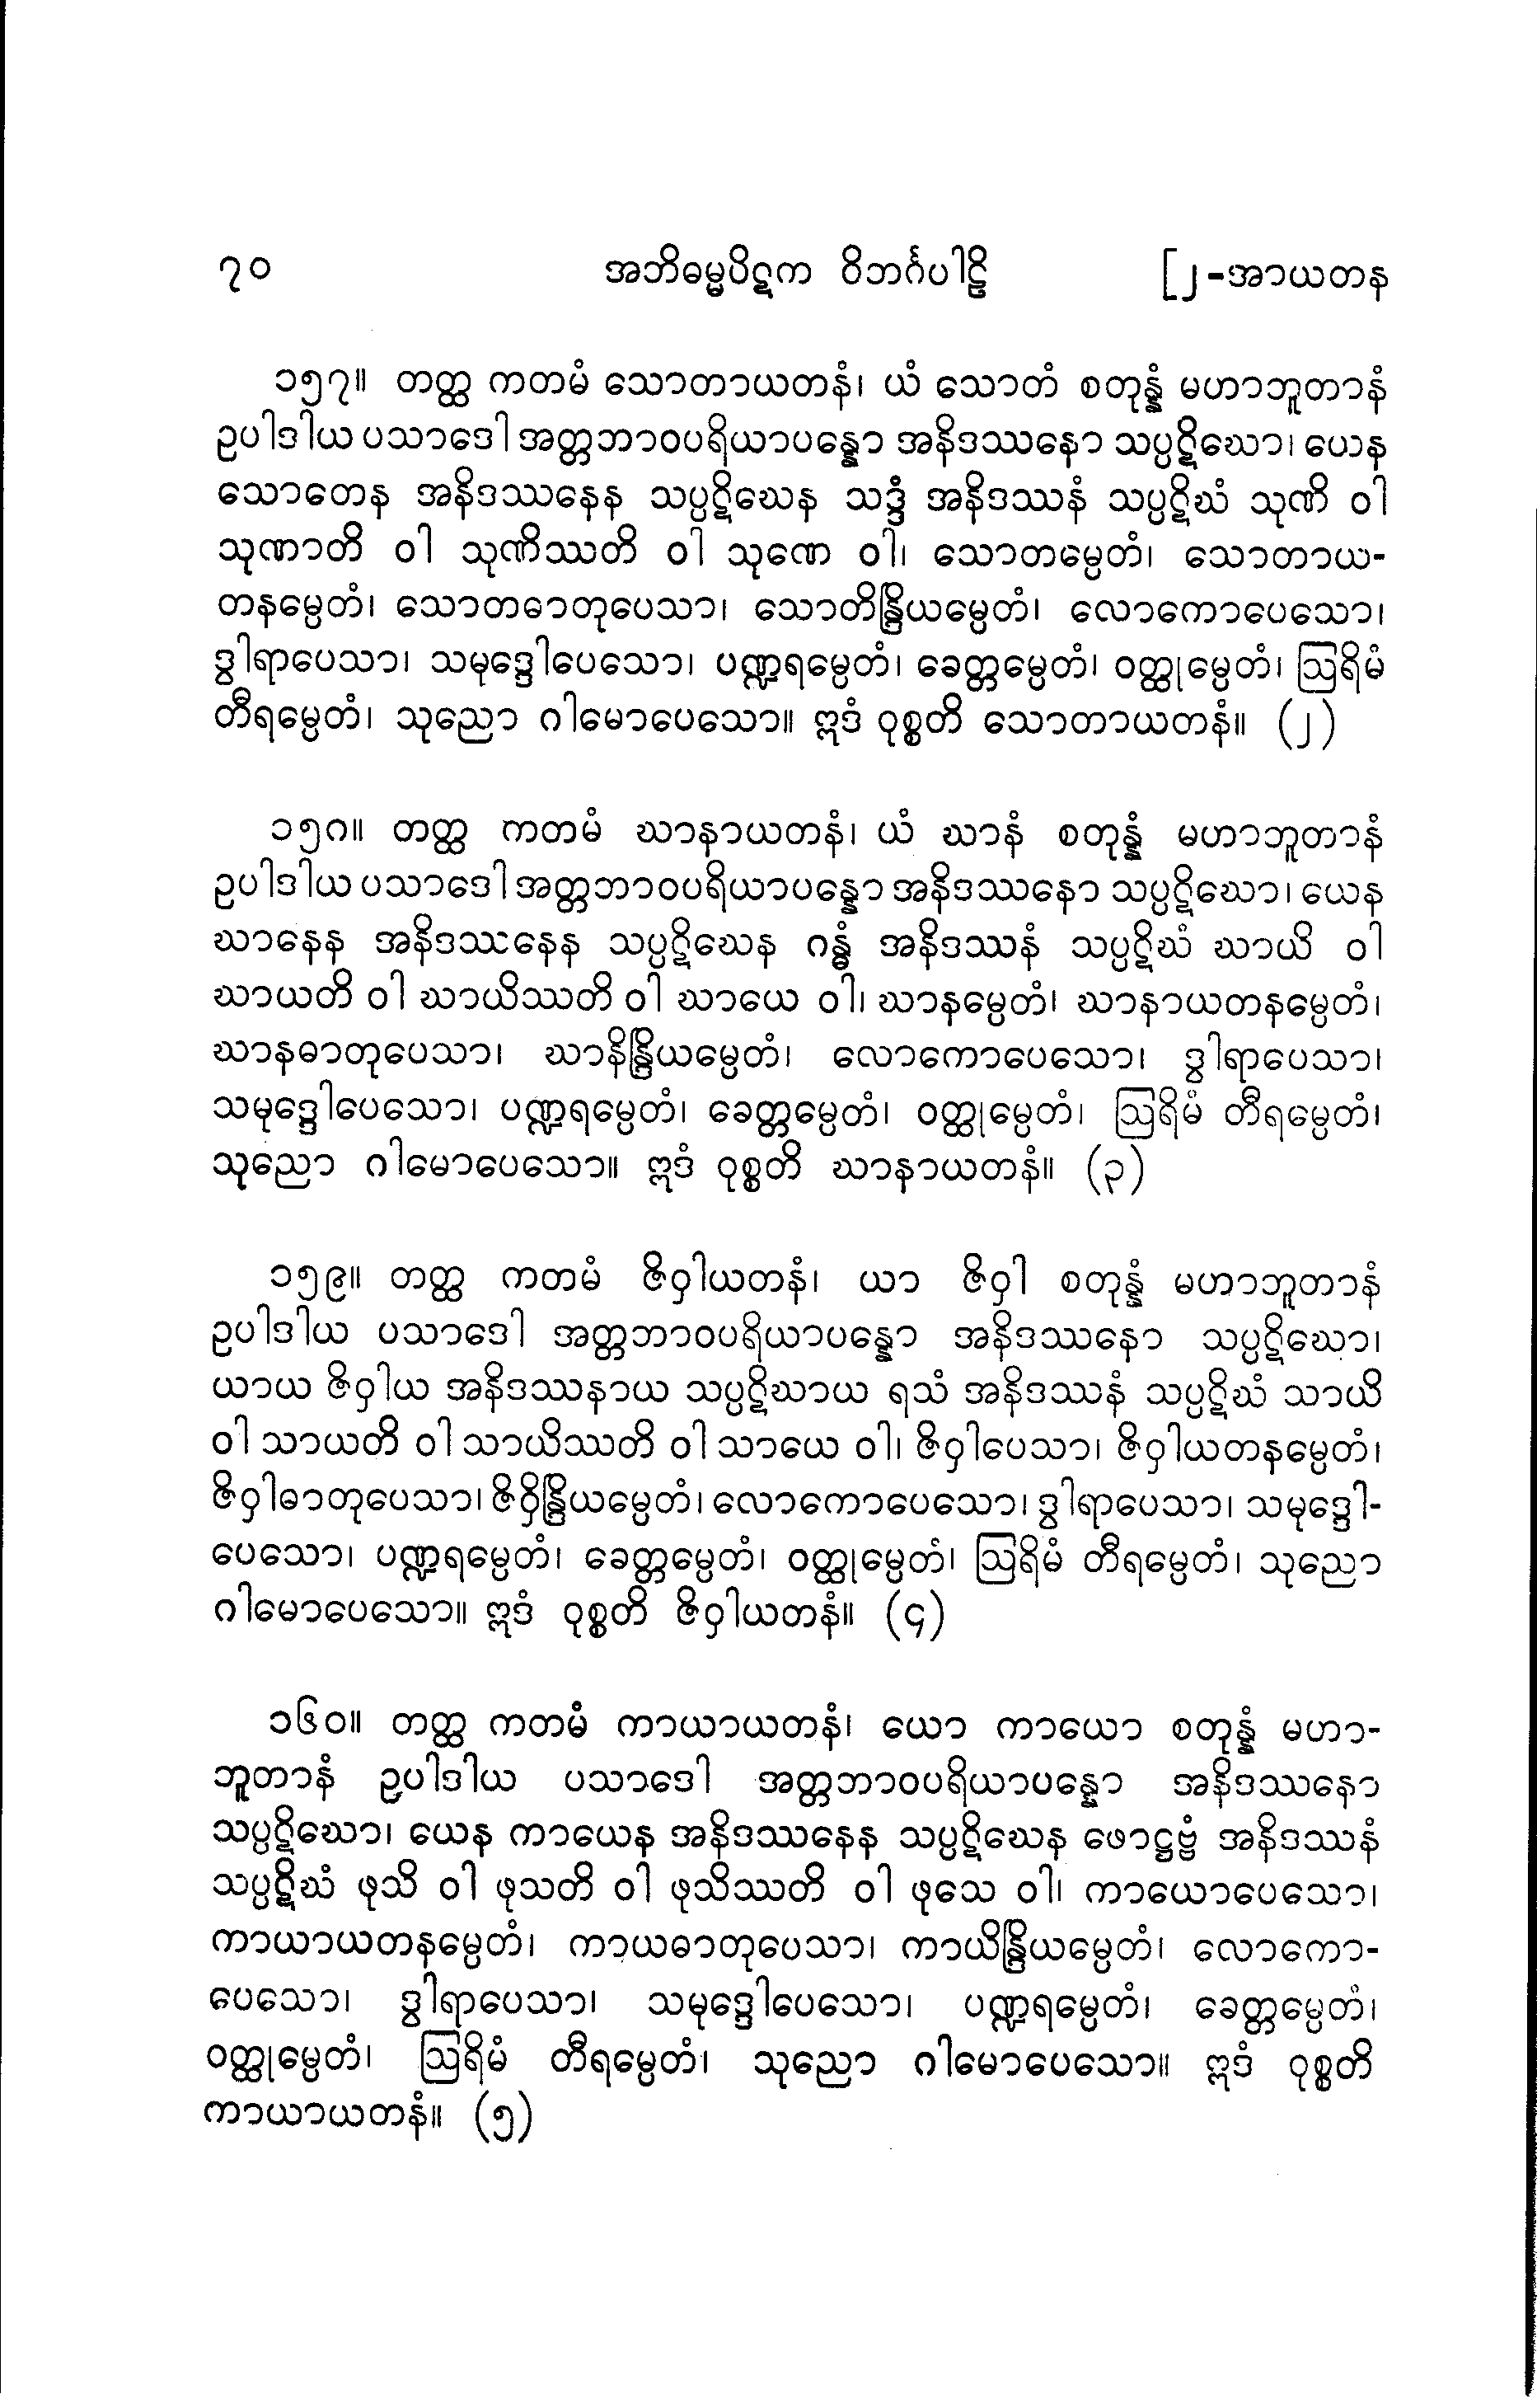 ၇၀ အဘိဓမ္မပိဋက ဝိဘင်္ဂပါဠိ [၂-အာယတန
၁၅၇။ တတ္ထ ကတမံ သောတာယတနံ၊ ယံ သောတံ စတုန္နံ မဟာဘူတာနံ
ဥပါဒါယ ပသာဒေါ အတ္တဘာဝပရိယာပန္နော အနိဒဿနော သပ္ပဋိဃော၊ ယေန
သောတေန အနိဒဿနေန သပ္ပဋိဃေန သဒ္ဒံ အနိဒဿနံ သပ္ပဋိဃံ သုဏိ ဝါ
သုဏာတိ ဝါ သုဏိဿတိ ဝါ သုဏေ ဝါ၊ သောတမ္ပေတံ၊ သောတာယ-
တနမ္ပေတံ၊ သောတဓာတုပေသာ၊ သောတိန္ဒြိယမ္ပေတံ၊ လောကောပေသော၊
ဒွါရာပေသာ၊ သမုဒ္ဒေါပေသော၊ ပဏ္ဍရမ္ပေတံ၊ ခေတ္တမ္ပေတံ၊ ဝတ္ထုမ္ပေတံ၊ ဩရိမံ
တီရမ္ပေတံ၊ သုညော ဂါမောပေသော။ ဣဒံ ဝုစ္စတိ သောတာယတနံ။ (၂)
၁၅၈။ တတ္ထ ကတမံ ဃာနာယတနံ၊ ယံ ဃာနံ စတုန္နံ မဟာဘူတာနံ
ဥပါဒါယ ပသာဒေါ အတ္တဘာဝပရိယာပန္နော အနိဒဿနော သပ္ပဋိဃော၊ ယေန
ဃာနေန အနိဒဿနေန သပ္ပဋိဃေန ဂန္ဓံ အနိဒဿနံ သပ္ပဋိဃံ ဃာယိ ဝါ
ဃာယတိ ဝါ ဃာယိဿတိ ဝါ ဃာယေ ဝါ၊ ဃာနမ္ပေတံ၊ ဃာနာယတနမ္ပေတံ၊
ဃာနဓာတုပေသာ၊ ဃာနိန္ဒြိယမ္ပေတံ၊ လောကောပေသော၊ ဒွါရာပေသာ၊
သမုဒ္ဒေါပေသော၊ ပဏ္ဍရမ္ပေတံ၊ ခေတ္တမ္ပေတံ၊ ဝတ္ထုမ္ပေတံ၊ ဩရိမံ တီရမ္ပေတံ၊
သုညော ဂါမောပေသော။ ဣဒံ ဝုစ္စတိ ဃာနာယတနံ။ (၃)
၁၅၉။ တတ္ထ ကတမံ ဇိဝှါယတနံ၊ ယာ ဇိဝှါ စတုန္နံ မဟာဘူတာနံ
ဥပါဒါယ ပသာဒေါ အတ္တဘာဝပရိယာပန္နော အနိဒဿနော သပ္ပဋိဃော၊
ယာယ ဇိဝှါယ အနိဒဿနာယ သပ္ပဋိဃာယ ရသံ အနိဒဿနံ သပ္ပဋိဃံ သာယိ
ဝါ သာယတိ ဝါ သာယိဿတိ ဝါ သာယေ ဝါ၊ ဇိဝှါပေသာ၊ ဇိဝှါယတနမ္ပေတံ၊
ဇိဝှါဓာတုပေသာ၊ ဇိဝှိန္ဒြိယမ္ပေတံ၊ လောကောပေသော၊ ဒွါရာပေသာ၊ သမုဒ္ဒေါ-
ပေသော၊ ပဏ္ဍရမ္ပေတံ၊ ခေတ္တမ္ပေတံ၊ ဝတ္ထုမ္ပေတံ၊ ဩရိမံ တီရမ္ပေတံ၊ သုညော
ဂါမောပေသော။ ဣဒံ ဝုစ္စတိ ဇိဝှါယတနံ။ (၄)
၁၆၀။ တတ္ထ ကတမံ ကာယာယတနံ၊ ယော ကာယော စတုန္နံ မဟာ-
ဘူတာနံ ဥပါဒါယ ပသာဒေါ အတ္တဘာဝပရိယာပန္နော အနိဒဿနော
သပ္ပဋိဃော၊ ယေန ကာယေန အနိဒဿနေန သပ္ပဋိဃေန ဖောဋ္ဌဗ္ဗံ အနိဒဿနံ
သပ္ပဋိဃံ ဖုသိ ဝါ ဖုသတိ ဝါ ဖုသိဿတိ ဝါ ဖုသေ ဝါ၊ ကာယောပေသော၊
ကာယာယတနမ္ပေတံ၊ ကာယဓာတုပေသာ၊ ကာယိန္ဒြိယမ္ပေတံ၊ လောကော-
ပေသော၊ ဒွါရာပေသာ၊ သမုဒ္ဒေါပေသော၊ ပဏ္ဍရမ္ပေတံ၊ ခေတ္တမ္ပေတံ၊
ဝတ္ထုမ္ပေတံ၊ ဩရိမံ တီရမ္ပေတံ၊ သုညော ဂါမောပေသော။ ဣဒံ ဝုစ္စတိ
ကာယာယတနံ။ (၅)